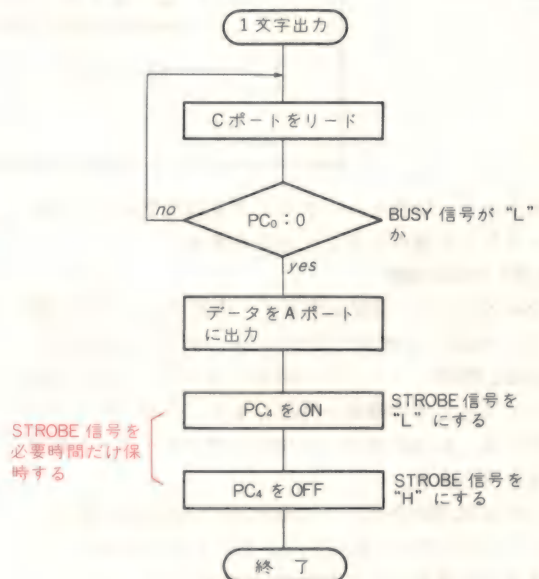 1文字出力
Cポートをリード
no
PC₀:0
BUSY 信号が “L”
か
yes
データをAポート
に出力
PC₄ を ON
STROBE 信号を
“L” にする
STROBE 信号を
必要時間だけ保
時する
PC₄ を OFF
STROBE 信号を
“H” にする
終了